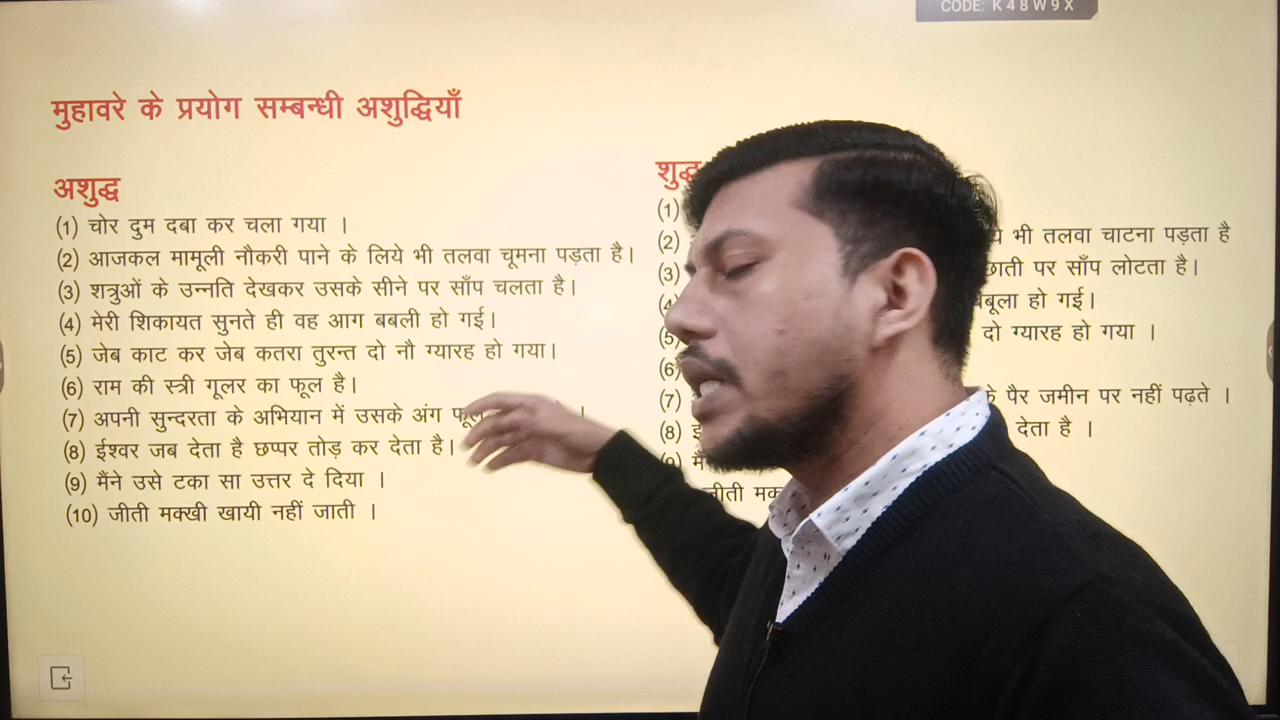 CODE: K48W9X
मुहावरे के प्रयोग सम्बन्धी अशुद्धियाँ
अशुद्ध
(1) चोर दुम दबा कर चला गया ।
(2) आजकल मामूली नौकरी पाने के लिये भी तलवा चूमना पड़ता है।
(3) शत्रुओं के उन्नति देखकर उसके सीने पर साँप चलता है।
(4) मेरी शिकायत सुनते ही वह आग बबली हो गई।
(5) जेब काट कर जेब कतरा तुरन्त दो नौ ग्यारह हो गया।
(6) राम की स्त्री गूलर का फूल है।
(7) अपनी सुन्दरता के अभियान में उसके अंग
(8) ईश्वर जब देता है छप्पर तोड़ कर देता है।
(9) मैंने उसे टका सा उत्तर दे दिया ।
(10) जीती मक्खी खायी नहीं जाती ।
शुद्ध
(1)
(2) भी तलवा चाटना पड़ता है
(3) छाती पर साँप लोटता है।
(4) हो गई।
(5) दो ग्यारह हो गया ।
(6)
(7) के पैर जमीन पर नहीं पढ़ते ।
(8) देता है ।
(9)